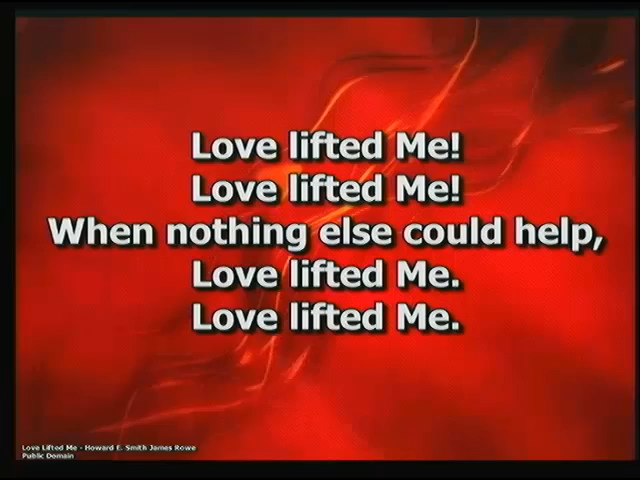 Love lifted Me!
Love lifted Me!
When nothing else could help,
Love lifted Me.
Love lifted Me.
Love Lifted Me - Howard E. Smith James Rowe
Public Domain